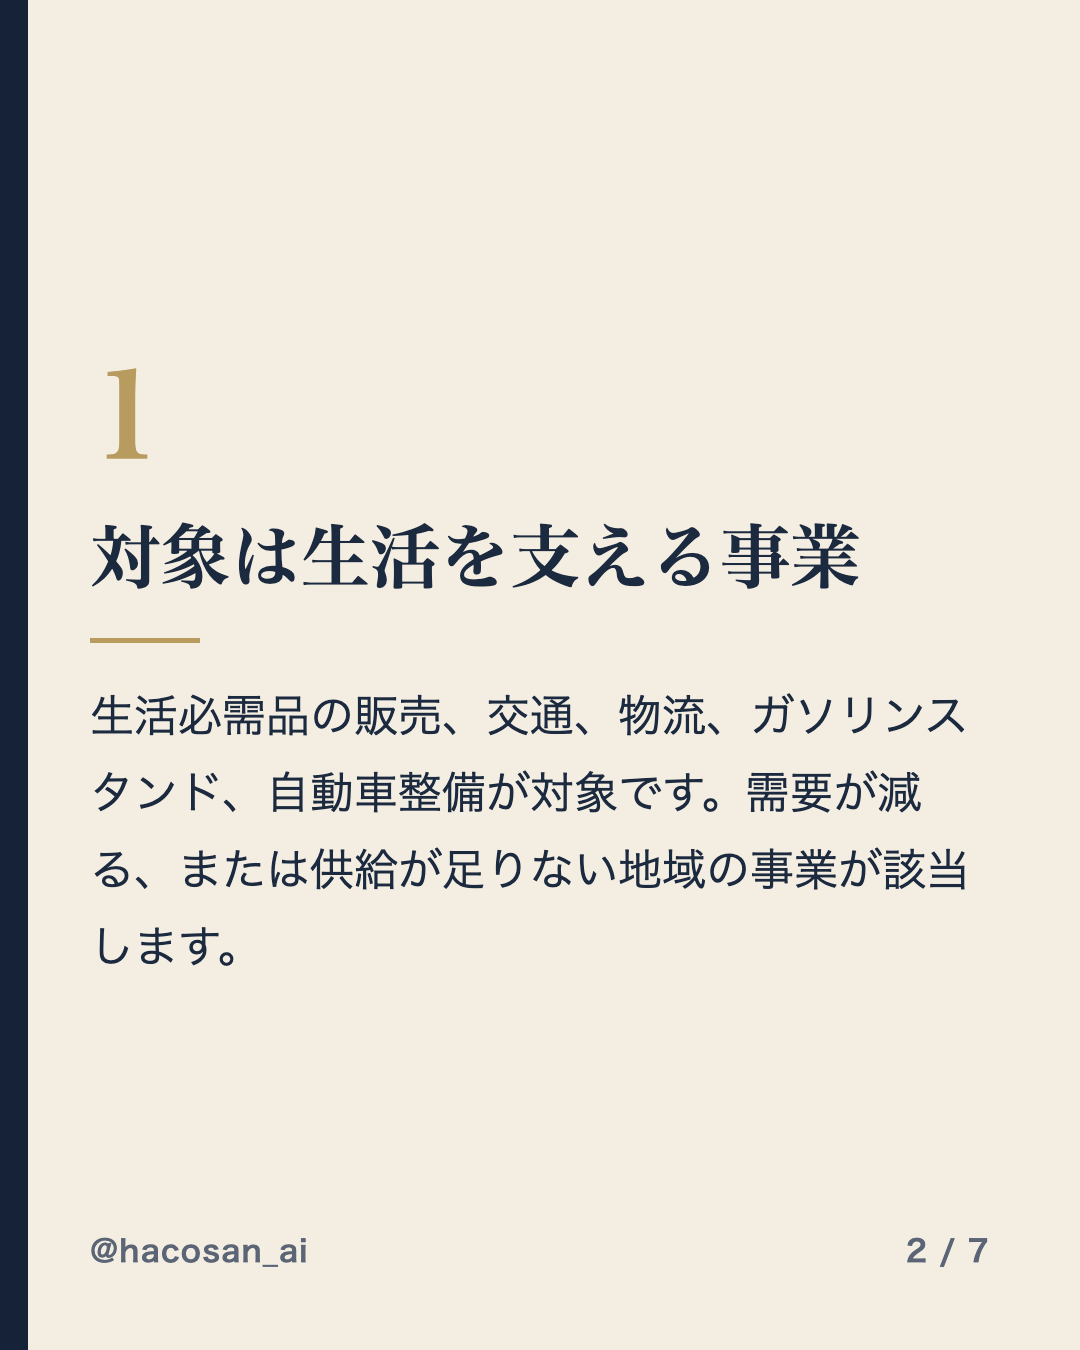 1
対象は生活を支える事業
生活必需品の販売、交通、物流、ガソリンス
タンド、自動車整備が対象です。需要が減
る、または供給が足りない地域の事業が該当
します。
@hacosan_ai
2 / 7